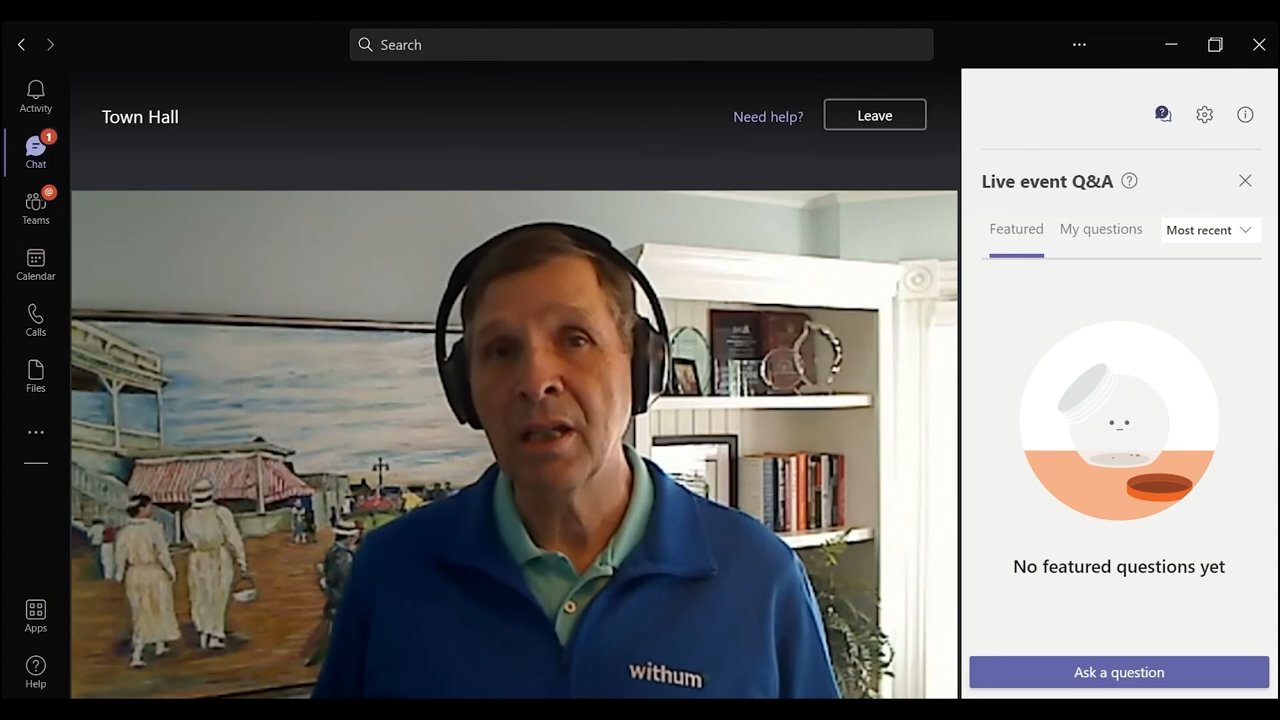 Search
Activity
1
Chat
@
Teams
Calendar
Calls
Files
Apps
Help
Town Hall
Need help?
Leave
withum
Live event Q&A
Featured
My questions
Most recent
No featured questions yet
Ask a question